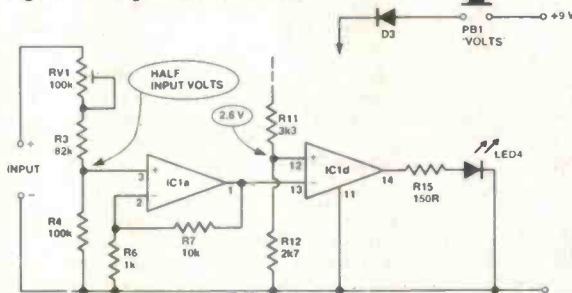 D3
PB1
'VOLTS'
+9 V
RV1
100k
HALF
INPUT VOLTS
R3
82k
2.6 V
R11
3k3
+
INPUT
-
3
+
IC1a
1
2
-
12
+
IC1d
13
-
14
11
R15
150R
LED4
R4
100k
R6
1k
R7
10k
R12
2k7